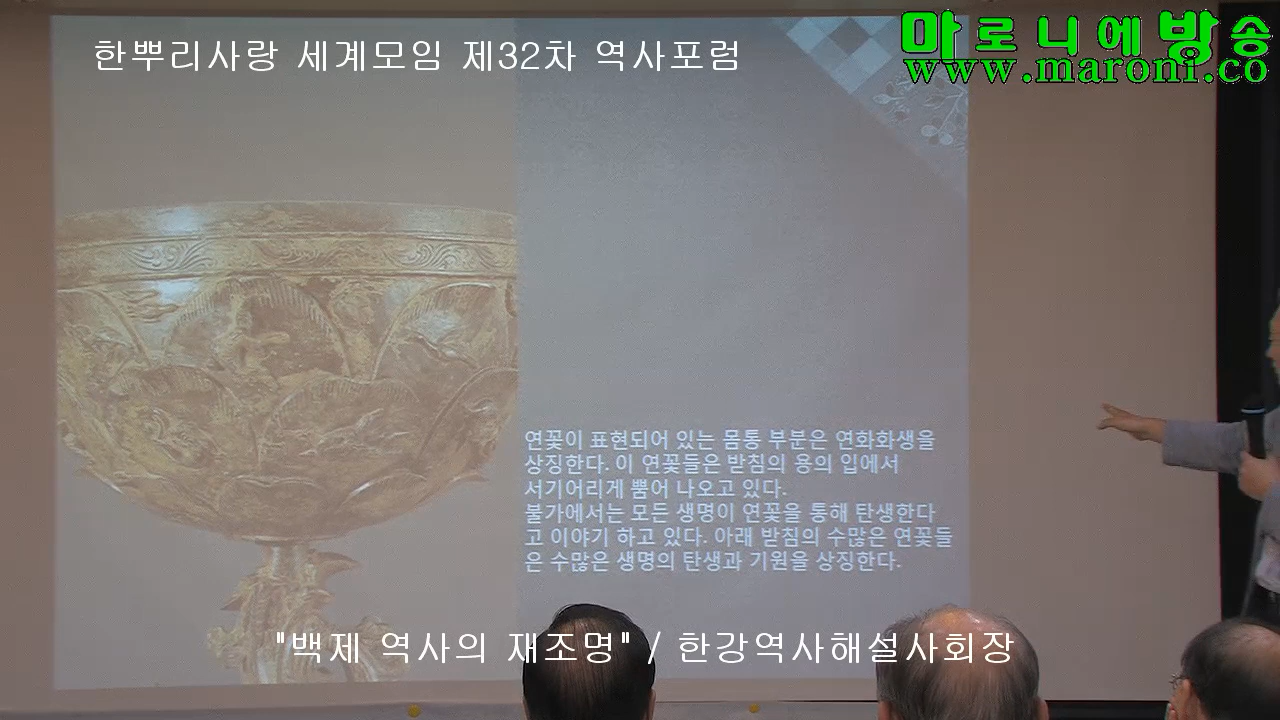 한뿌리사랑 세계모임 제32차 역사포럼
마로니에방송
www.maroni.co
연꽃이 표현되어 있는 몸통 부분은 연화화생을
상징한다. 이 연꽃들은 받침의 용의 입에서
서기어리게 뿜어 나오고 있다.
불가에서는 모든 생명이 연꽃을 통해 탄생한다
고 이야기 하고 있다. 아래 받침의 수많은 연꽃들
은 수많은 생명의 탄생과 기원을 상징한다.
"백제 역사의 재조명" / 한강역사해설사회장